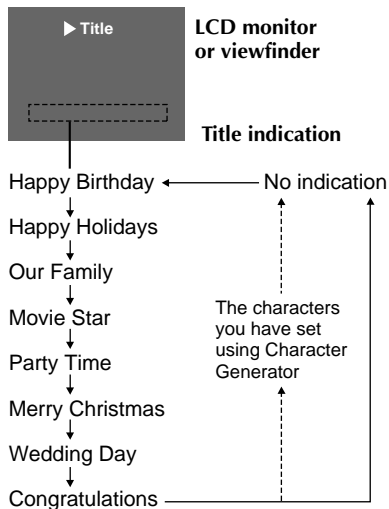 Title
LCD monitor
or viewfinder
Title indication
Happy Birthday
No indication
Happy Holidays
Our Family
Movie Star
Party Time
Merry Christmas
Wedding Day
Congratulations
The characters
you have set
using Character
Generator